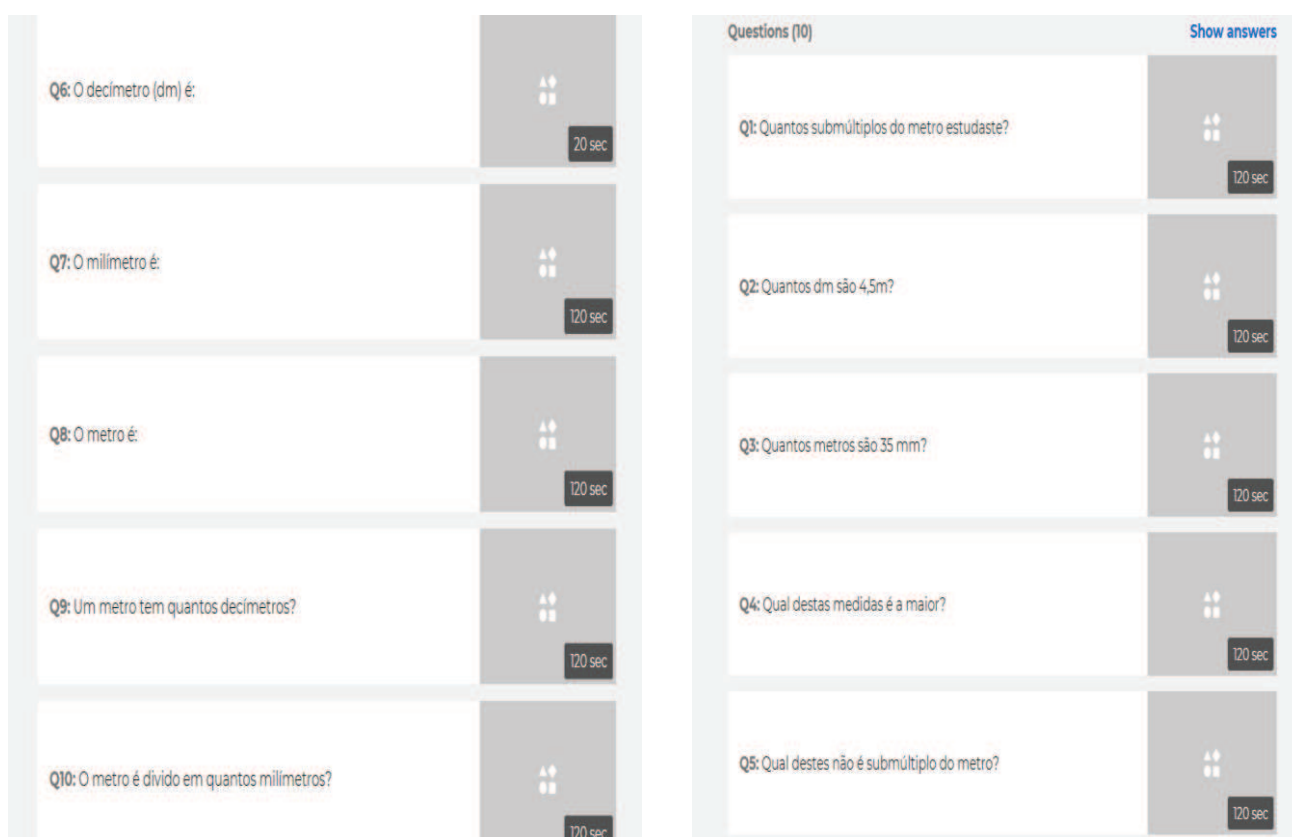 Q6: O decímetro (dm) é:
20 sec
Q7: O milímetro é:
120 sec
Q8: O metro é:
120 sec
Q9: Um metro tem quantos decímetros?
120 sec
Q10: O metro é divido em quantos milímetros?
120 sec
Questions (10)
Show answers
Q1: Quantos submúltiplos do metro estudaste?
120 sec
Q2: Quantos dm são 4,5m?
120 sec
Q3: Quantos metros são 35 mm?
120 sec
Q4: Qual destas medidas é a maior?
120 sec
Q5: Qual destes não é submúltiplo do metro?
120 sec